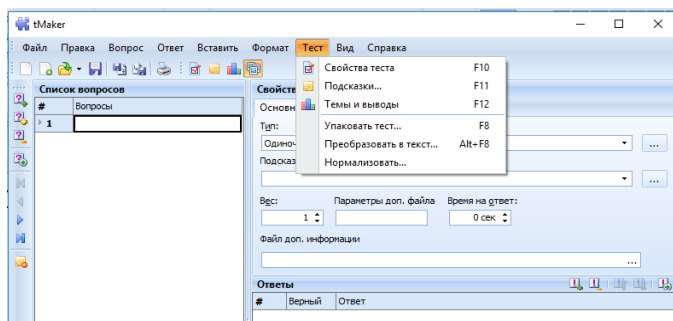 tMaker
Файл Правка Вопрос Ответ Вставить Формат Тест Вид Справка
Список вопросов
# Вопросы
1
Свойства теста F10
Подсказки... F11
Темы и выводы F12
Упаковать тест... F8
Преобразовать в текст... Alt+F8
Нормализовать...
Свойств
Основн
Тип:
Одиноч
...
Подсказ
...
Вес: Параметры доп. файла Время на ответ:
1 0 сек
Файл доп. информации
...
Ответы
# Верный Ответ